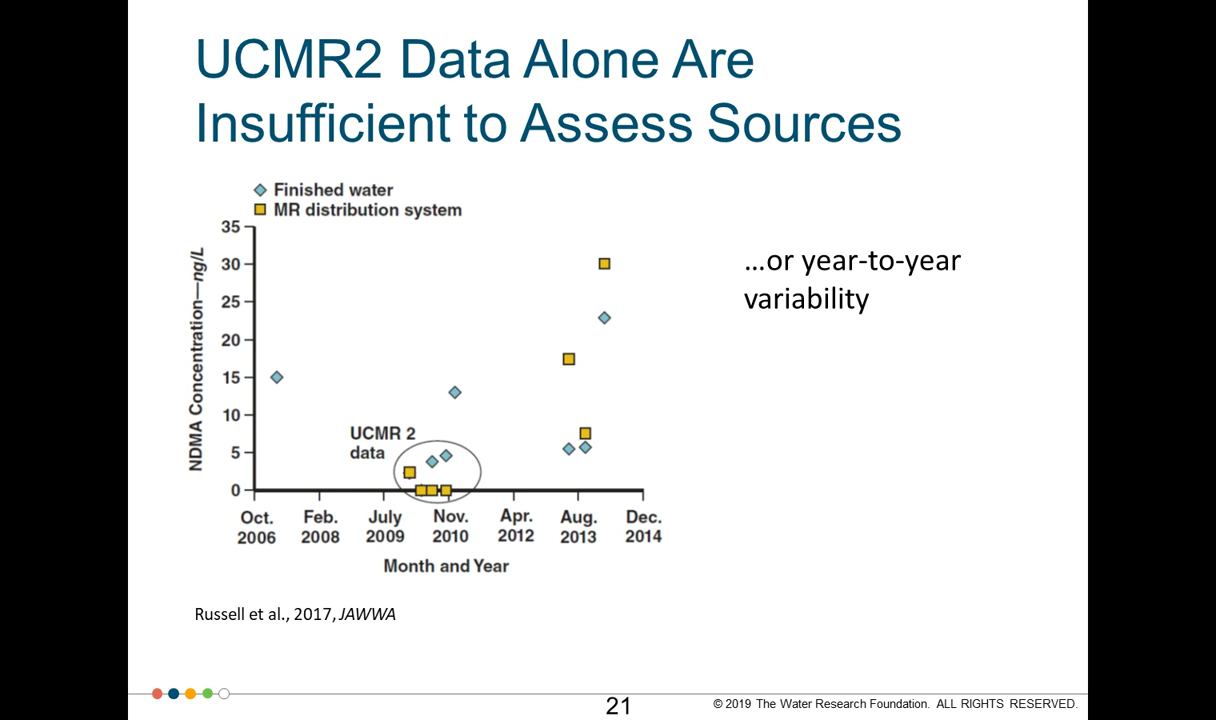 UCMR2 Data Alone Are
Insufficient to Assess Sources
Finished water
MR distribution system
35
30
25
20
15
10
5
0
NDMA Concentration—ng/L
UCMR 2
data
Oct. Feb. July Nov. Apr. Aug. Dec.
2006 2008 2009 2010 2012 2013 2014
Month and Year
...or year-to-year
variability
Russell et al., 2017, JAWWA
21
© 2019 The Water Research Foundation. ALL RIGHTS RESERVED.